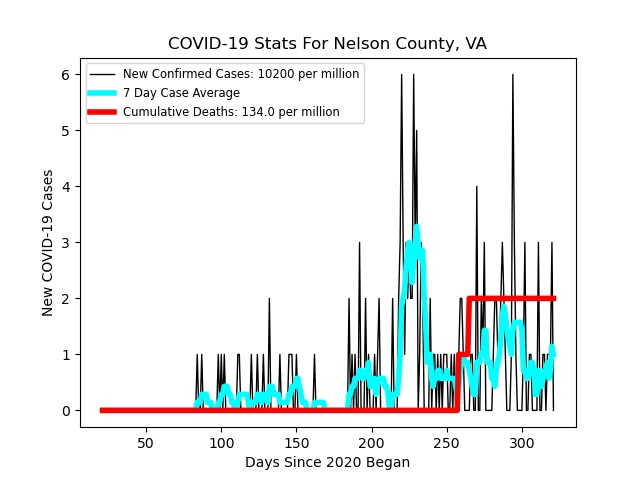 COVID-19 Stats For Nelson County, VA
New Confirmed Cases: 10200 per million
7 Day Case Average
Cumulative Deaths: 134.0 per million
New COVID-19 Cases
6
5
4
3
2
1
0
50 100 150 200 250 300
Days Since 2020 Began